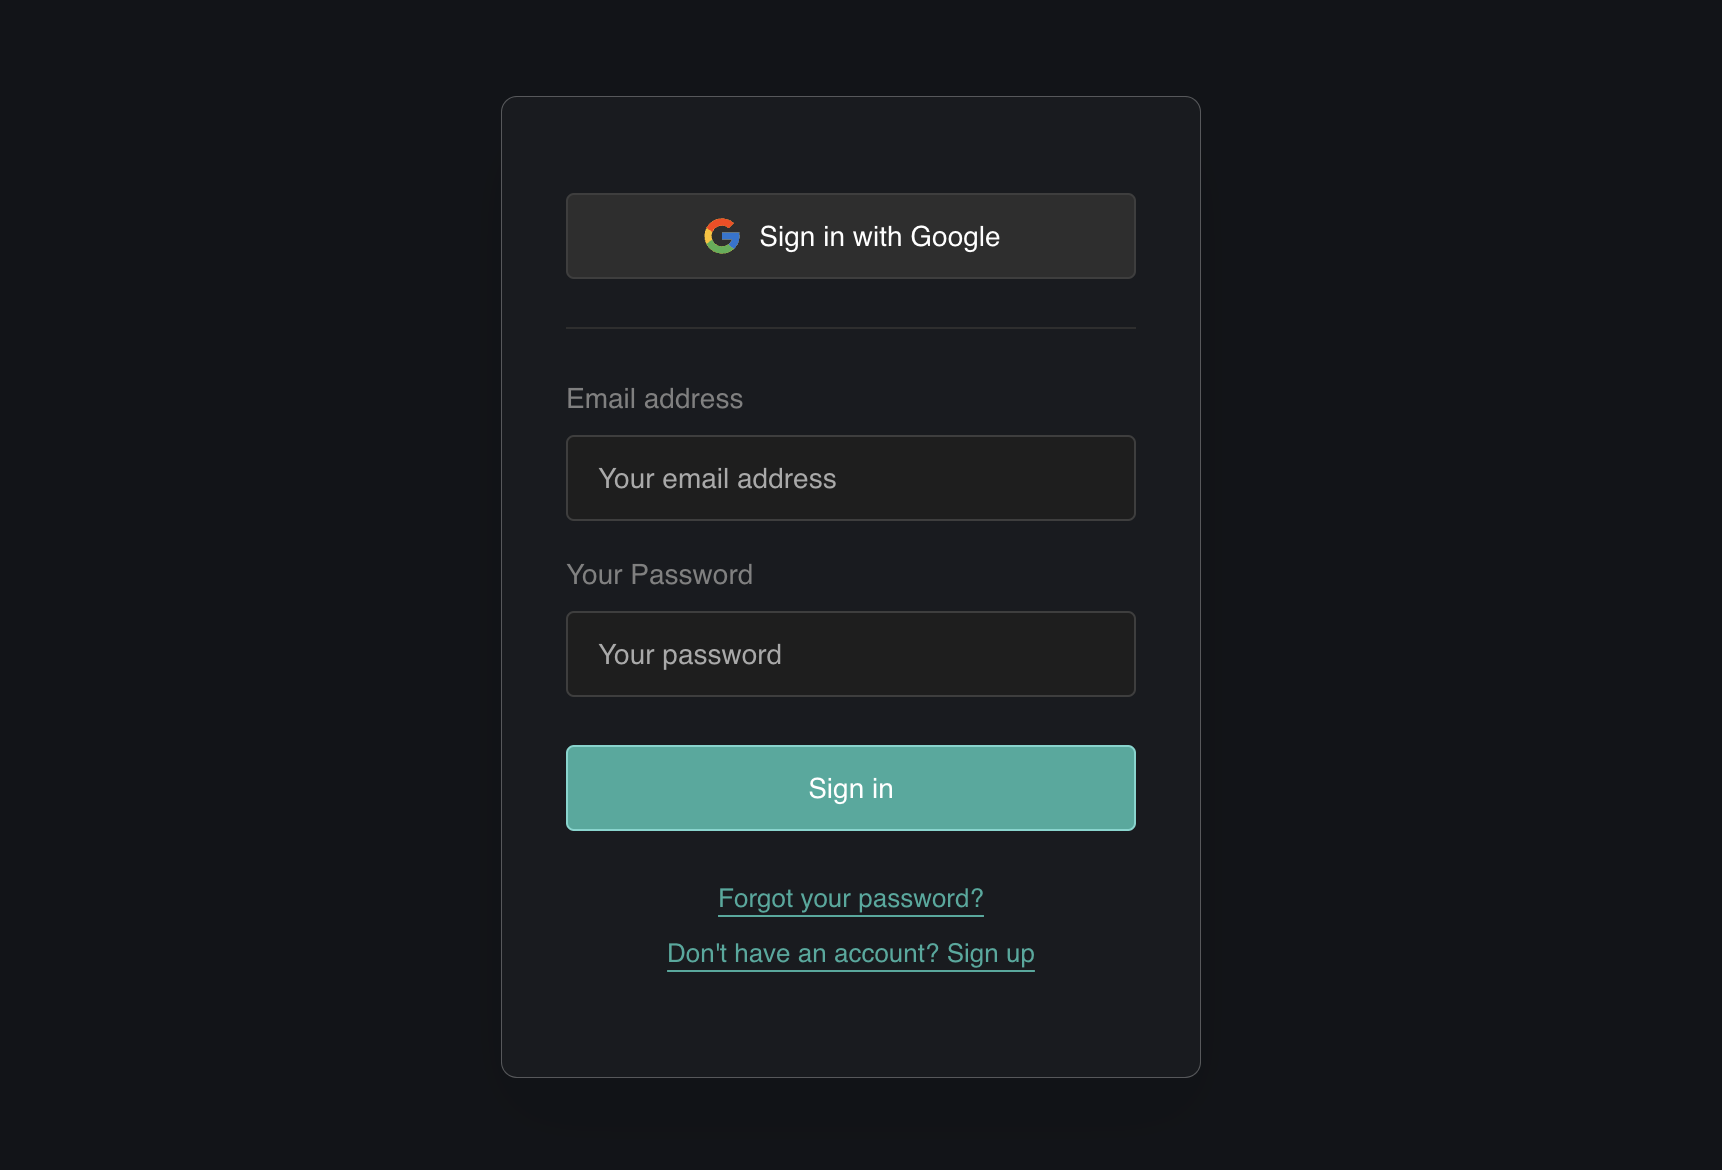 Sign in with Google
Email address
Your email address
Your Password
Your password
Sign in
Forgot your password?
Don't have an account? Sign up